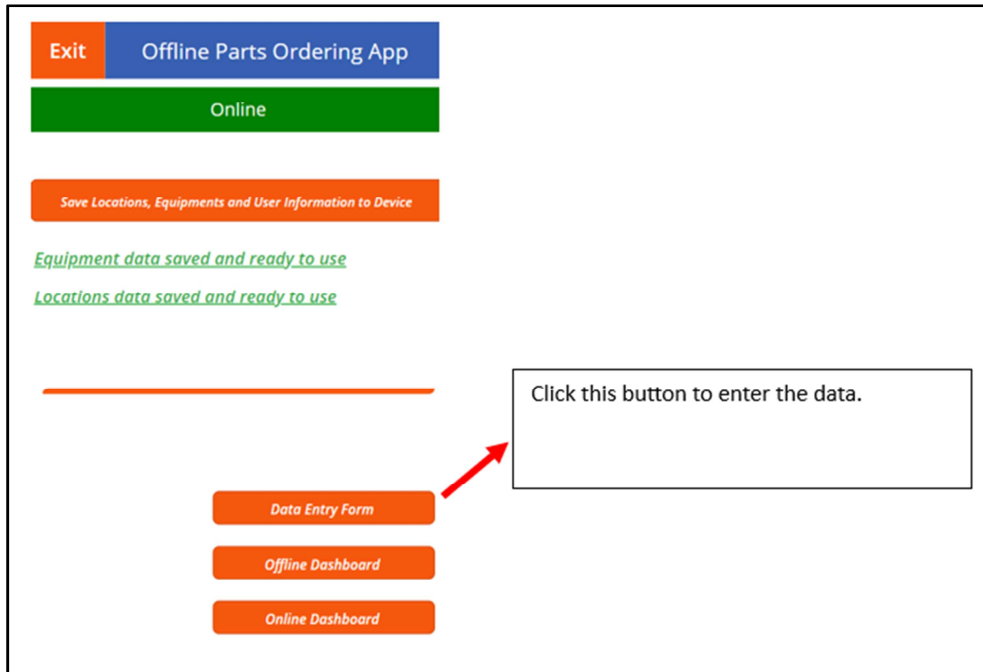 Exit
Offline Parts Ordering App
Online
Save Locations, Equipments and User Information to Device
Equipment data saved and ready to use
Locations data saved and ready to use
Click this button to enter the data.
Data Entry Form
Offline Dashboard
Online Dashboard